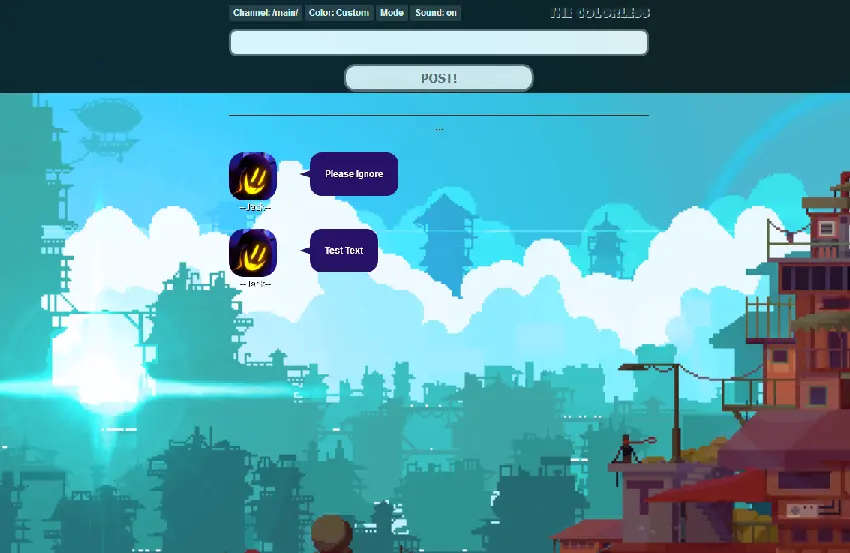 Channel: /main/ Color: Custom Mode Sound: on THE COLORLESS
POST!
...
Please Ignore
--Jack--
Test Text
--Jack--